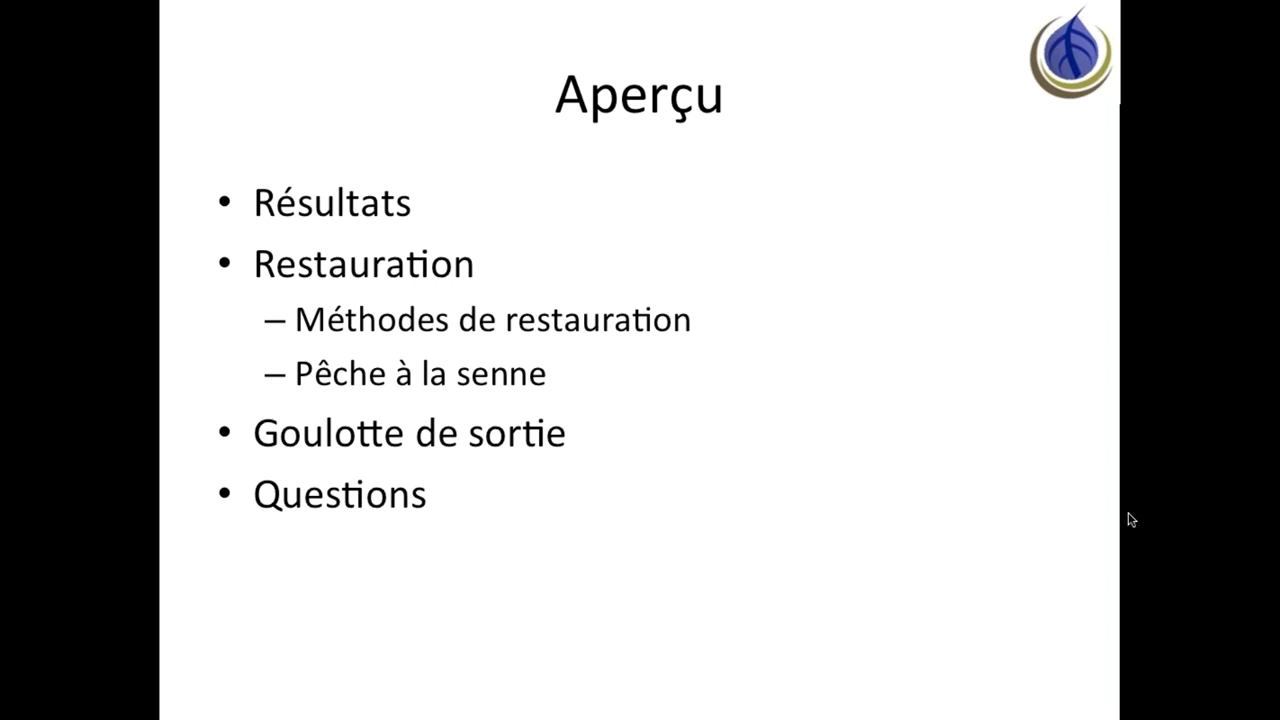 Aperçu
• Résultats
• Restauration
– Méthodes de restauration
– Pêche à la senne
• Goulotte de sortie
• Questions